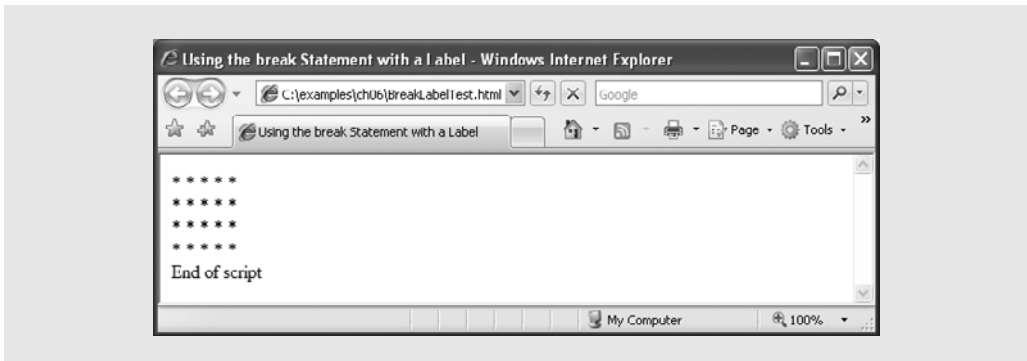 Using the break Statement with a Label - Windows Internet Explorer
C:\examples\ch06\BreakLabelTest.html
Google
Using the break Statement with a Label
Page
Tools
»
* * * * *
* * * * *
* * * * *
* * * * *
End of script
My Computer
100%